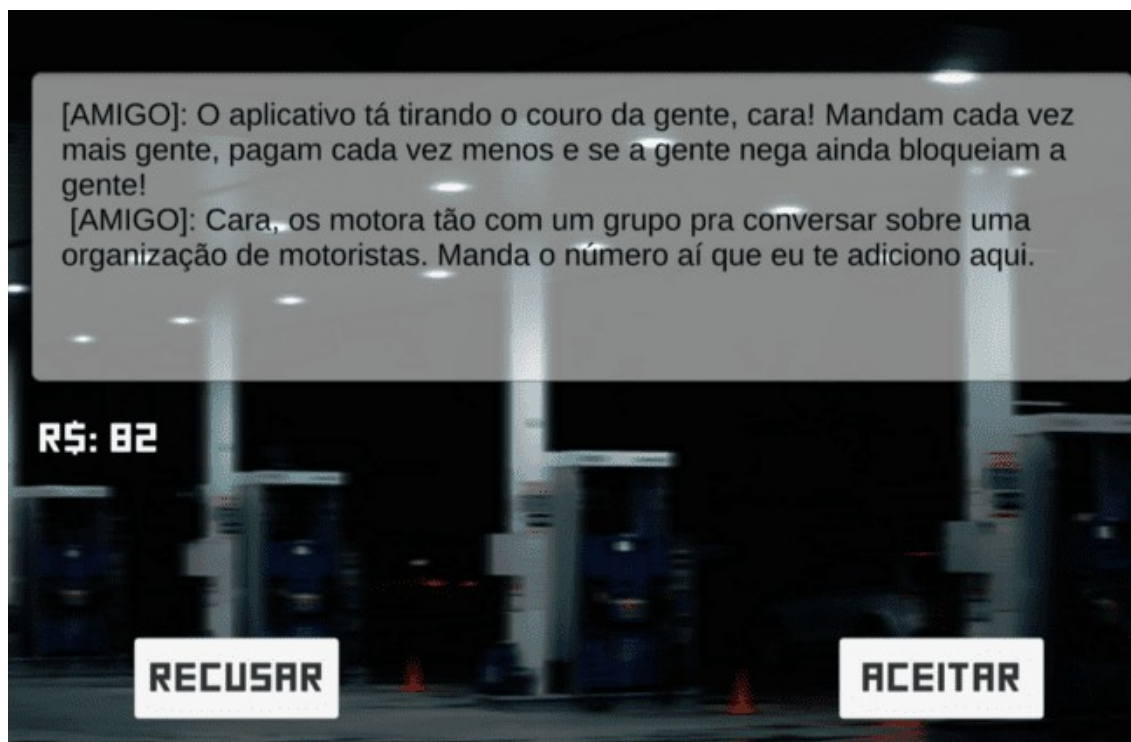 [AMIGO]: O aplicativo tá tirando o couro da gente, cara! Mandam cada vez
mais gente, pagam cada vez menos e se a gente nega ainda bloqueiam a
gente!
[AMIGO]: Cara, os motora tão com um grupo pra conversar sobre uma
organização de motoristas. Manda o número aí que eu te adiciono aqui.
R$: 82
RECUSAR
ACEITAR